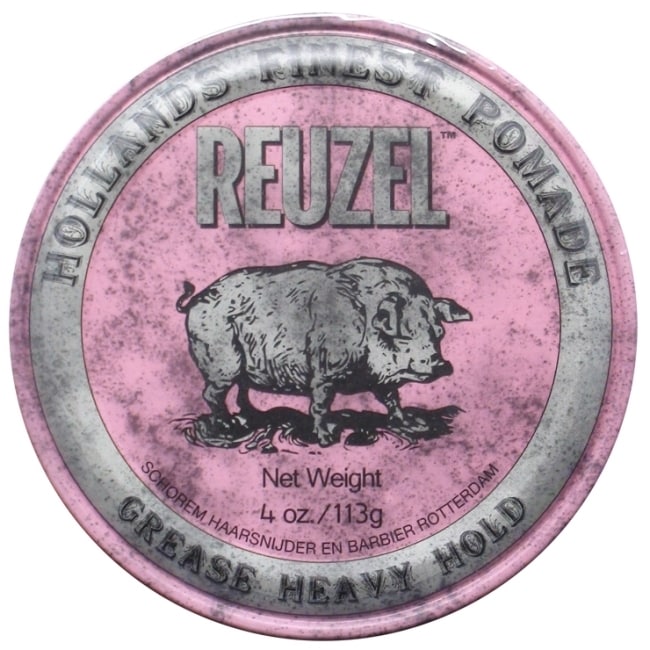 HOLLANDS FINEST POMADE
REUZEL™
Net Weight
4 oz./113g
SCHOREM HAARSNIJDER EN BARBIER ROTTERDAM
GREASE HEAVY HOLD